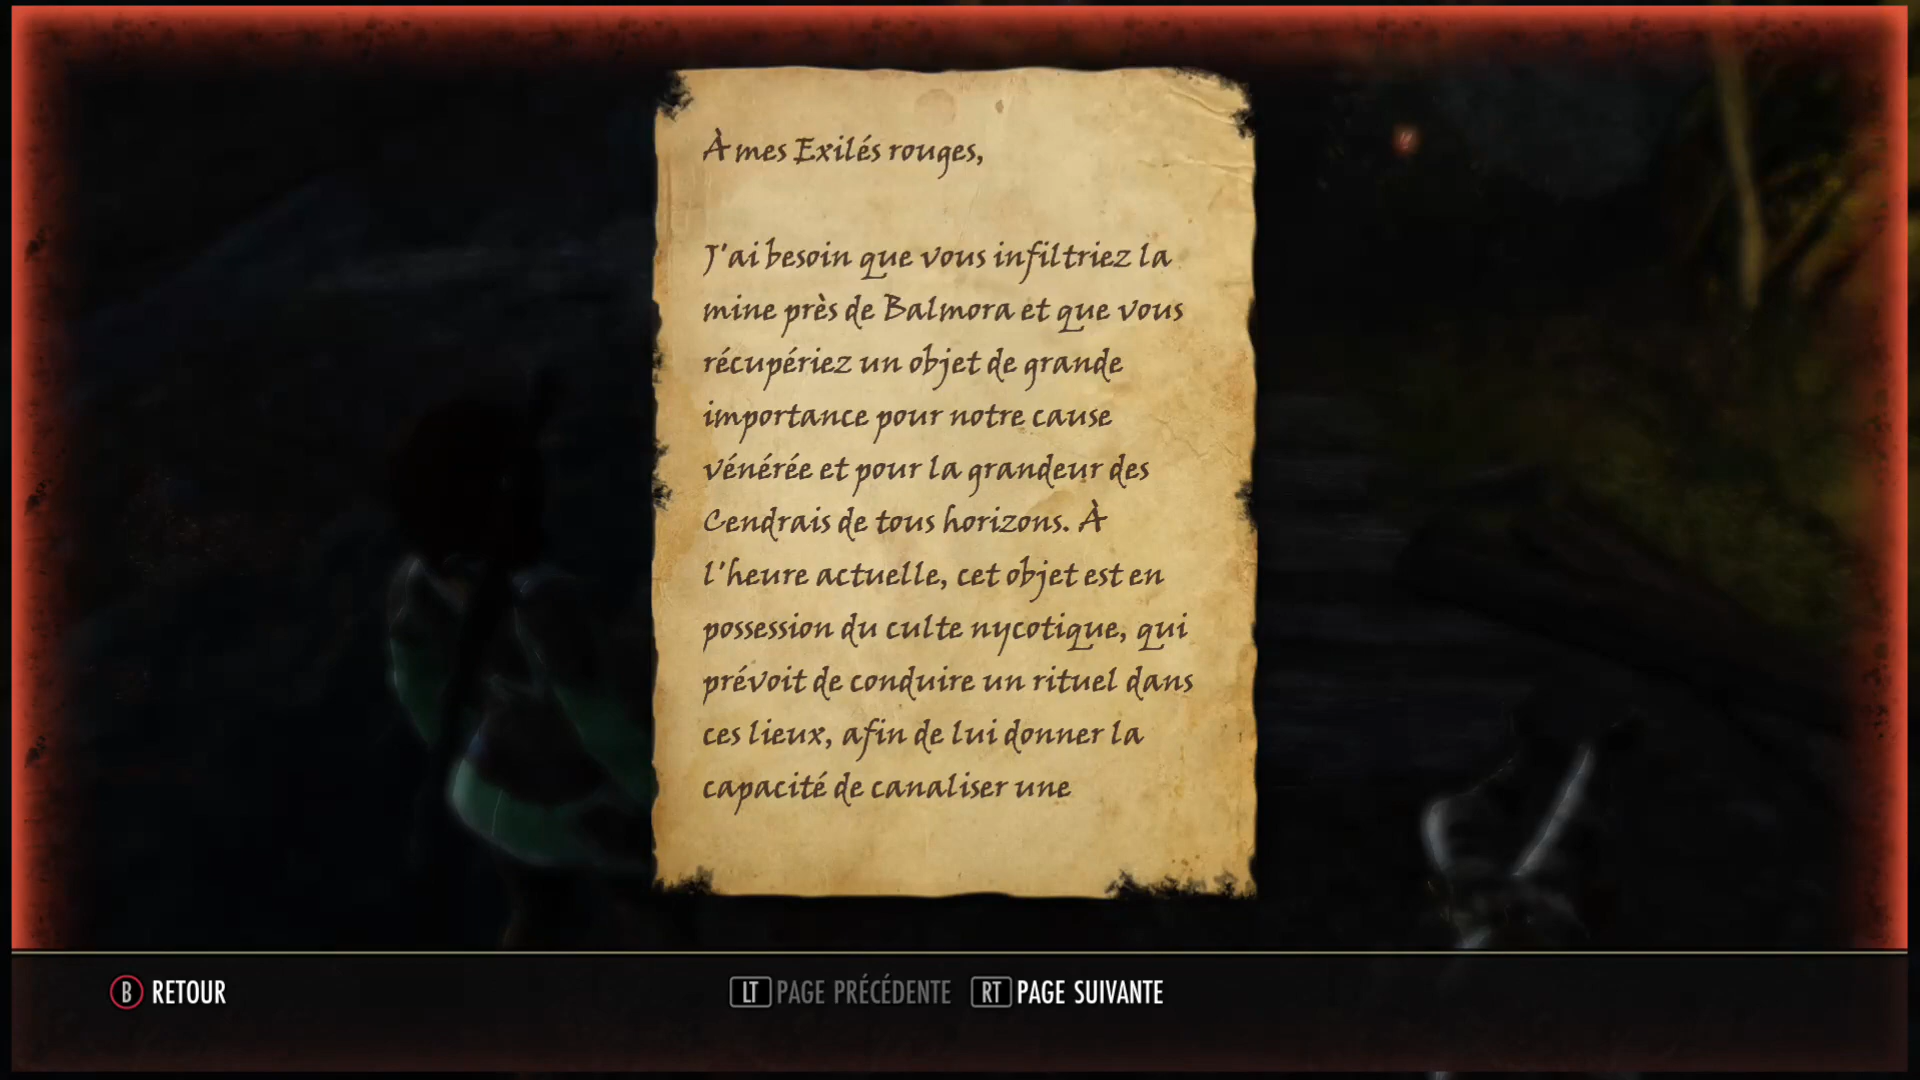 À mes Exilés rouges,
J'ai besoin que vous infiltriez la
mine près de Balmora et que vous
récupériez un objet de grande
importance pour notre cause
vénérée et pour la grandeur des
Cendrais de tous horizons. À
l'heure actuelle, cet objet est en
possession du culte nycotique, qui
prévoit de conduire un rituel dans
ces lieux, afin de lui donner la
capacité de canaliser une
B RETOUR
LT PAGE PRÉCÉDENTE RT PAGE SUIVANTE